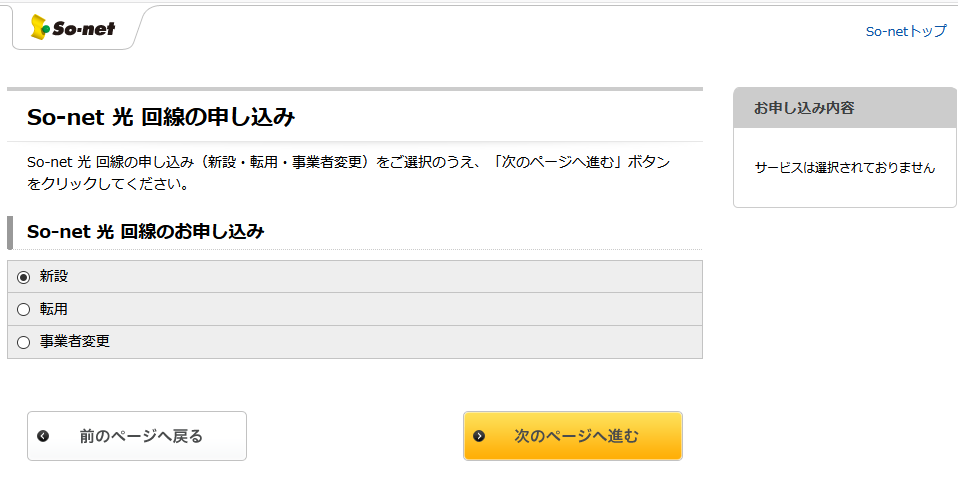 So-net
So-netトップ
So-net 光 回線の申し込み
So-net 光 回線の申し込み（新設・転用・事業者変更）をご選択のうえ、「次のページへ進む」ボタン
をクリックしてください。
So-net 光 回線のお申し込み
新設
転用
事業者変更
前のページへ戻る
次のページへ進む
お申し込み内容
サービスは選択されておりません